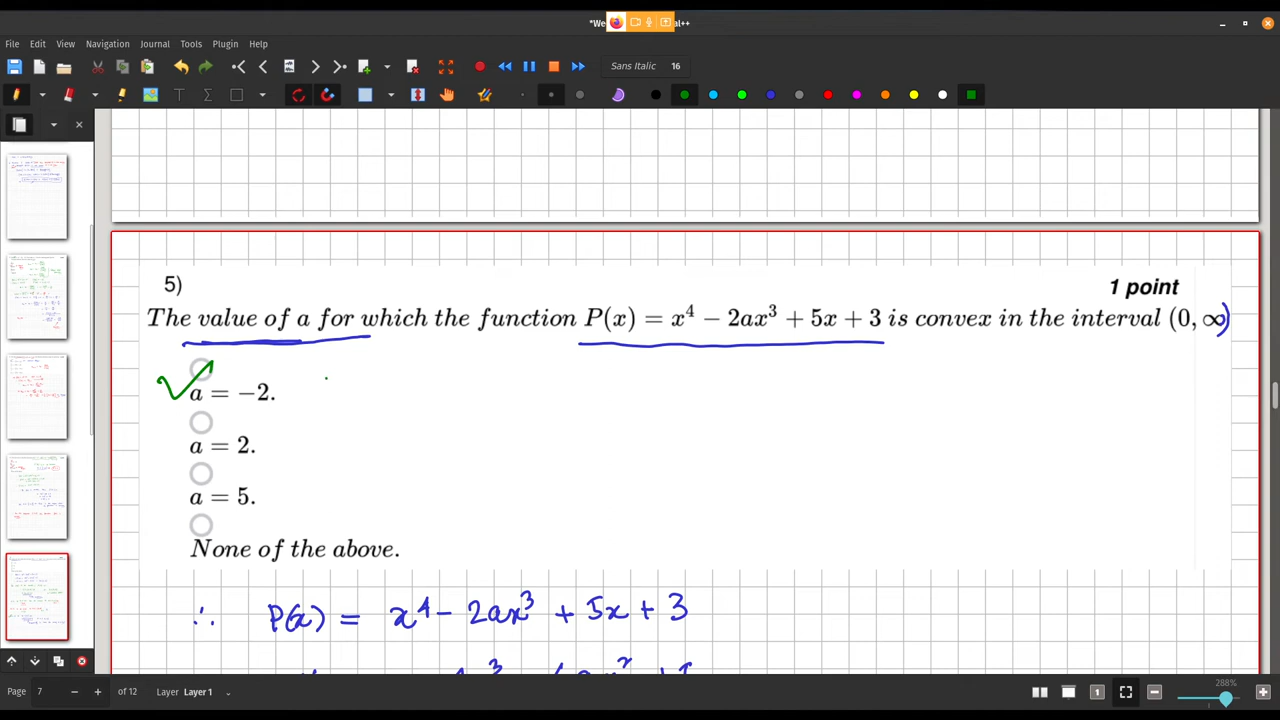 *We
al++
File Edit View Navigation Journal Tools Plugin Help
Sans Italic 16
5)
1 point
The value of a for which the function P(x) = x⁴ − 2ax³ + 5x + 3 is convex in the interval (0, ∞)
a = −2.
a = 2.
a = 5.
None of the above.
∴ P(x) = x⁴ − 2ax³ + 5x + 3
Page 7 of 12 Layer Layer 1
288%